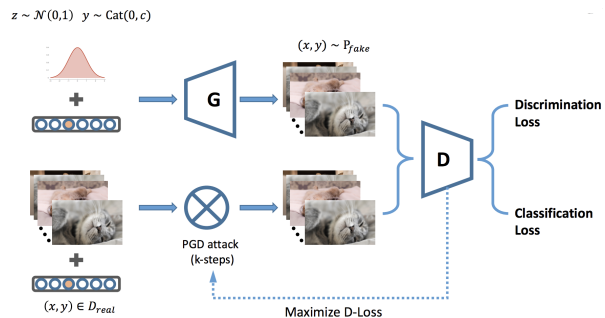 z ~ 𝒩(0,1) y ~ Cat(0, c)
(x, y) ~ P_fake
G
D
Discrimination
Loss
Classification
Loss
PGD attack
(k-steps)
(x, y) ∈ D_real
Maximize D-Loss